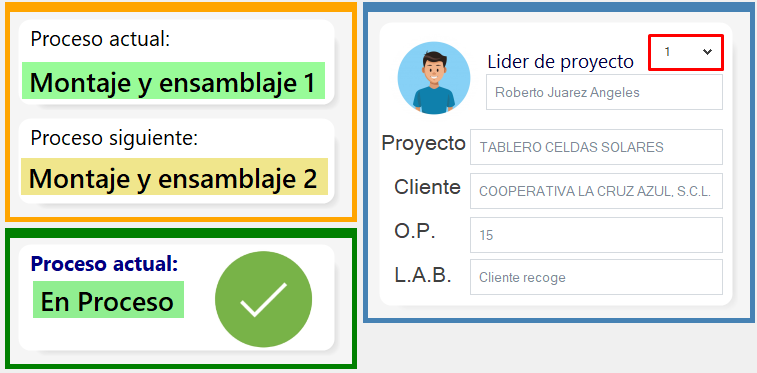 Proceso actual:
Montaje y ensamblaje 1
Proceso siguiente:
Montaje y ensamblaje 2
Proceso actual:
En Proceso
Lider de proyecto 1
Roberto Juarez Angeles
Proyecto TABLERO CELDAS SOLARES
Cliente COOPERATIVA LA CRUZ AZUL, S.C.L.
O.P. 15
L.A.B. Cliente recoge